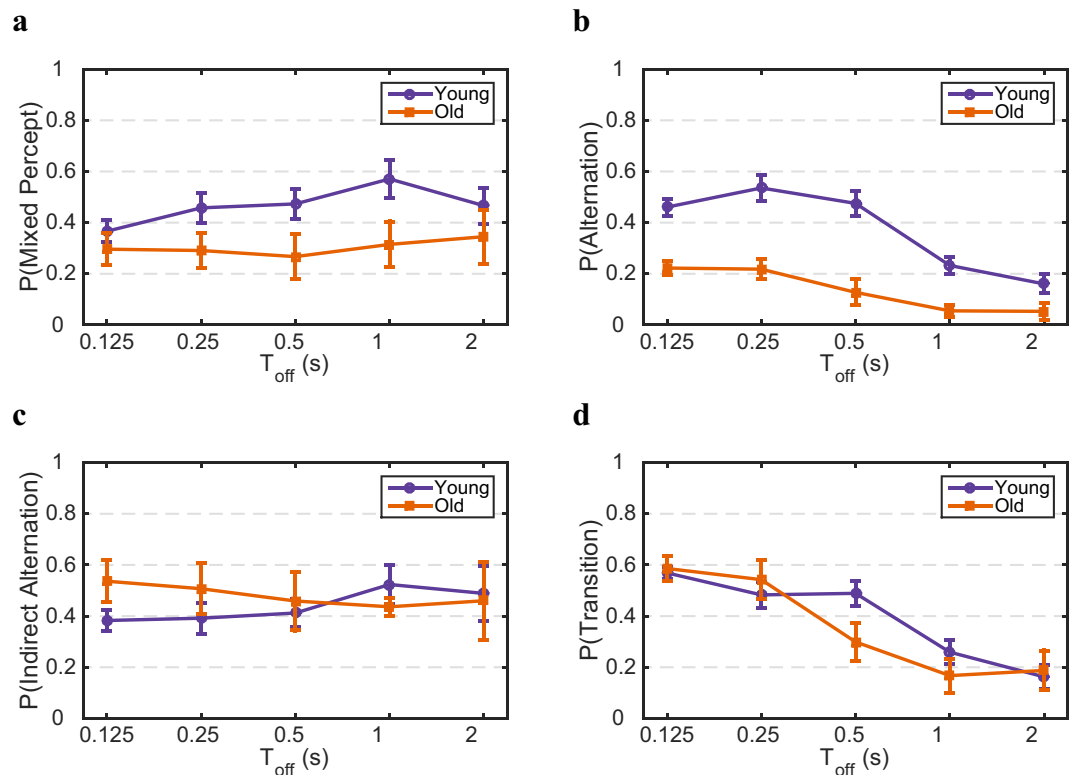 a
1
0.8
0.6
0.4
0.2
0
P(Mixed Percept)
Young
Old
0.125 0.25 0.5 1 2
T_off (s)
b
1
0.8
0.6
0.4
0.2
0
P(Alternation)
Young
Old
0.125 0.25 0.5 1 2
T_off (s)
c
1
0.8
0.6
0.4
0.2
0
P(Indirect Alternation)
Young
Old
0.125 0.25 0.5 1 2
T_off (s)
d
1
0.8
0.6
0.4
0.2
0
P(Transition)
Young
Old
0.125 0.25 0.5 1 2
T_off (s)